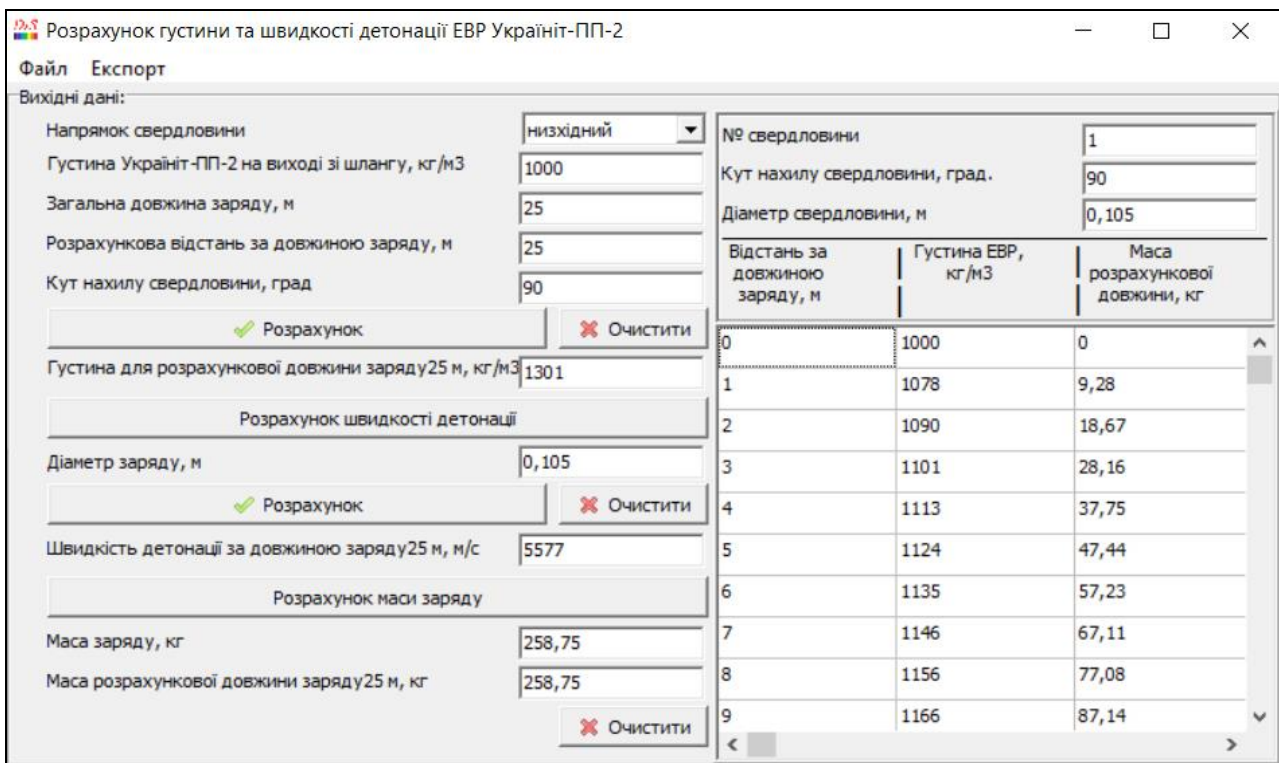 Розрахунок густини та швидкості детонації ЕВР Україніт-ПП-2
Файл Експорт
Вихідні дані:
Напрямок свердловини низхідний
Густина Україніт-ПП-2 на виході зі шлангу, кг/м3 1000
Загальна довжина заряду, м 25
Розрахункова відстань за довжиною заряду, м 25
Кут нахилу свердловини, град 90
Розрахунок Очистити
Густина для розрахункової довжини заряду25 м, кг/м3 1301
Розрахунок швидкості детонації
Діаметр заряду, м 0,105
Розрахунок Очистити
Швидкість детонації за довжиною заряду25 м, м/с 5577
Розрахунок маси заряду
Маса заряду, кг 258,75
Маса розрахункової довжини заряду25 м, кг 258,75
Очистити
№ свердловини 1
Кут нахилу свердловини, град. 90
Діаметр свердловини, м 0,105
Відстань за Густина ЕВР, Маса
довжиною кг/м3 розрахункової
заряду, м довжини, кг
0 1000 0
1 1078 9,28
2 1090 18,67
3 1101 28,16
4 1113 37,75
5 1124 47,44
6 1135 57,23
7 1146 67,11
8 1156 77,08
9 1166 87,14